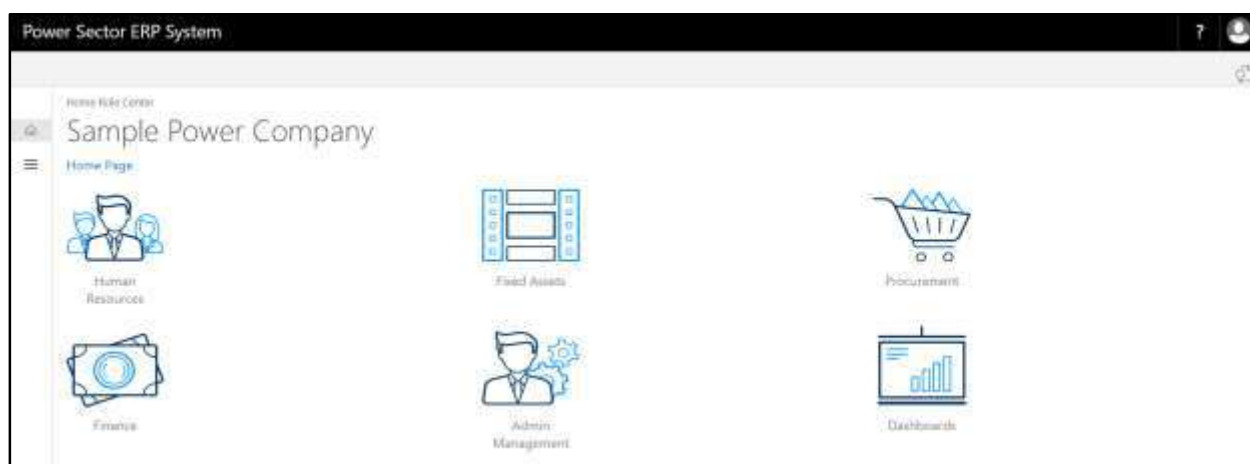 Power Sector ERP System
?
Home Role Center
Sample Power Company
Home Page
Human
Resources
Fixed Assets
Procurement
Finance
Admin
Management
Dashboards